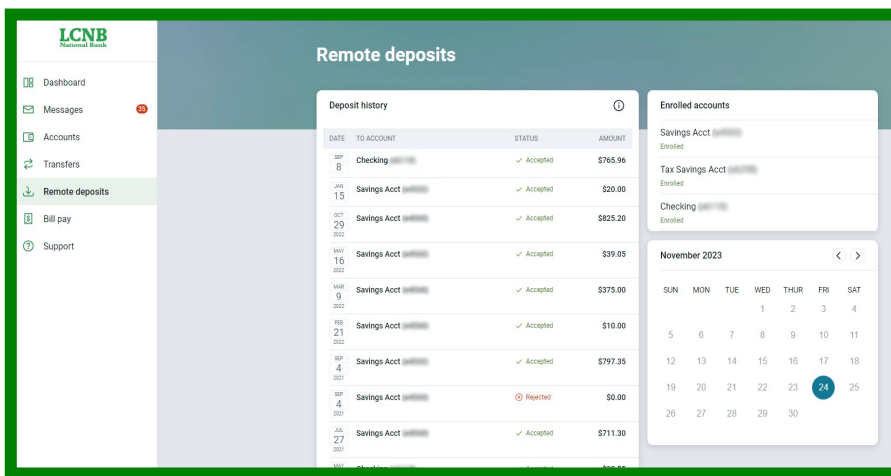 LCNB
National Bank
Dashboard
Messages 35
Accounts
Transfers
Remote deposits
Bill pay
Support
Remote deposits
Deposit history
DATE TO ACCOUNT STATUS AMOUNT
SEP 8 Checking Accepted $765.96
JAN 15 Savings Acct Accepted $20.00
OCT 29 2022 Savings Acct Accepted $825.20
MAY 16 2022 Savings Acct Accepted $39.05
MAR 9 2022 Savings Acct Accepted $375.00
FEB 21 2022 Savings Acct Accepted $10.00
SEP 4 2021 Savings Acct Accepted $797.35
SEP 4 2021 Savings Acct Rejected $0.00
JUL 27 2021 Savings Acct Accepted $711.30
Enrolled accounts
Savings Acct
Enrolled
Tax Savings Acct
Enrolled
Checking
Enrolled
November 2023
SUN MON TUE WED THUR FRI SAT
1 2 3 4
5 6 7 8 9 10 11
12 13 14 15 16 17 18
19 20 21 22 23 24 25
26 27 28 29 30